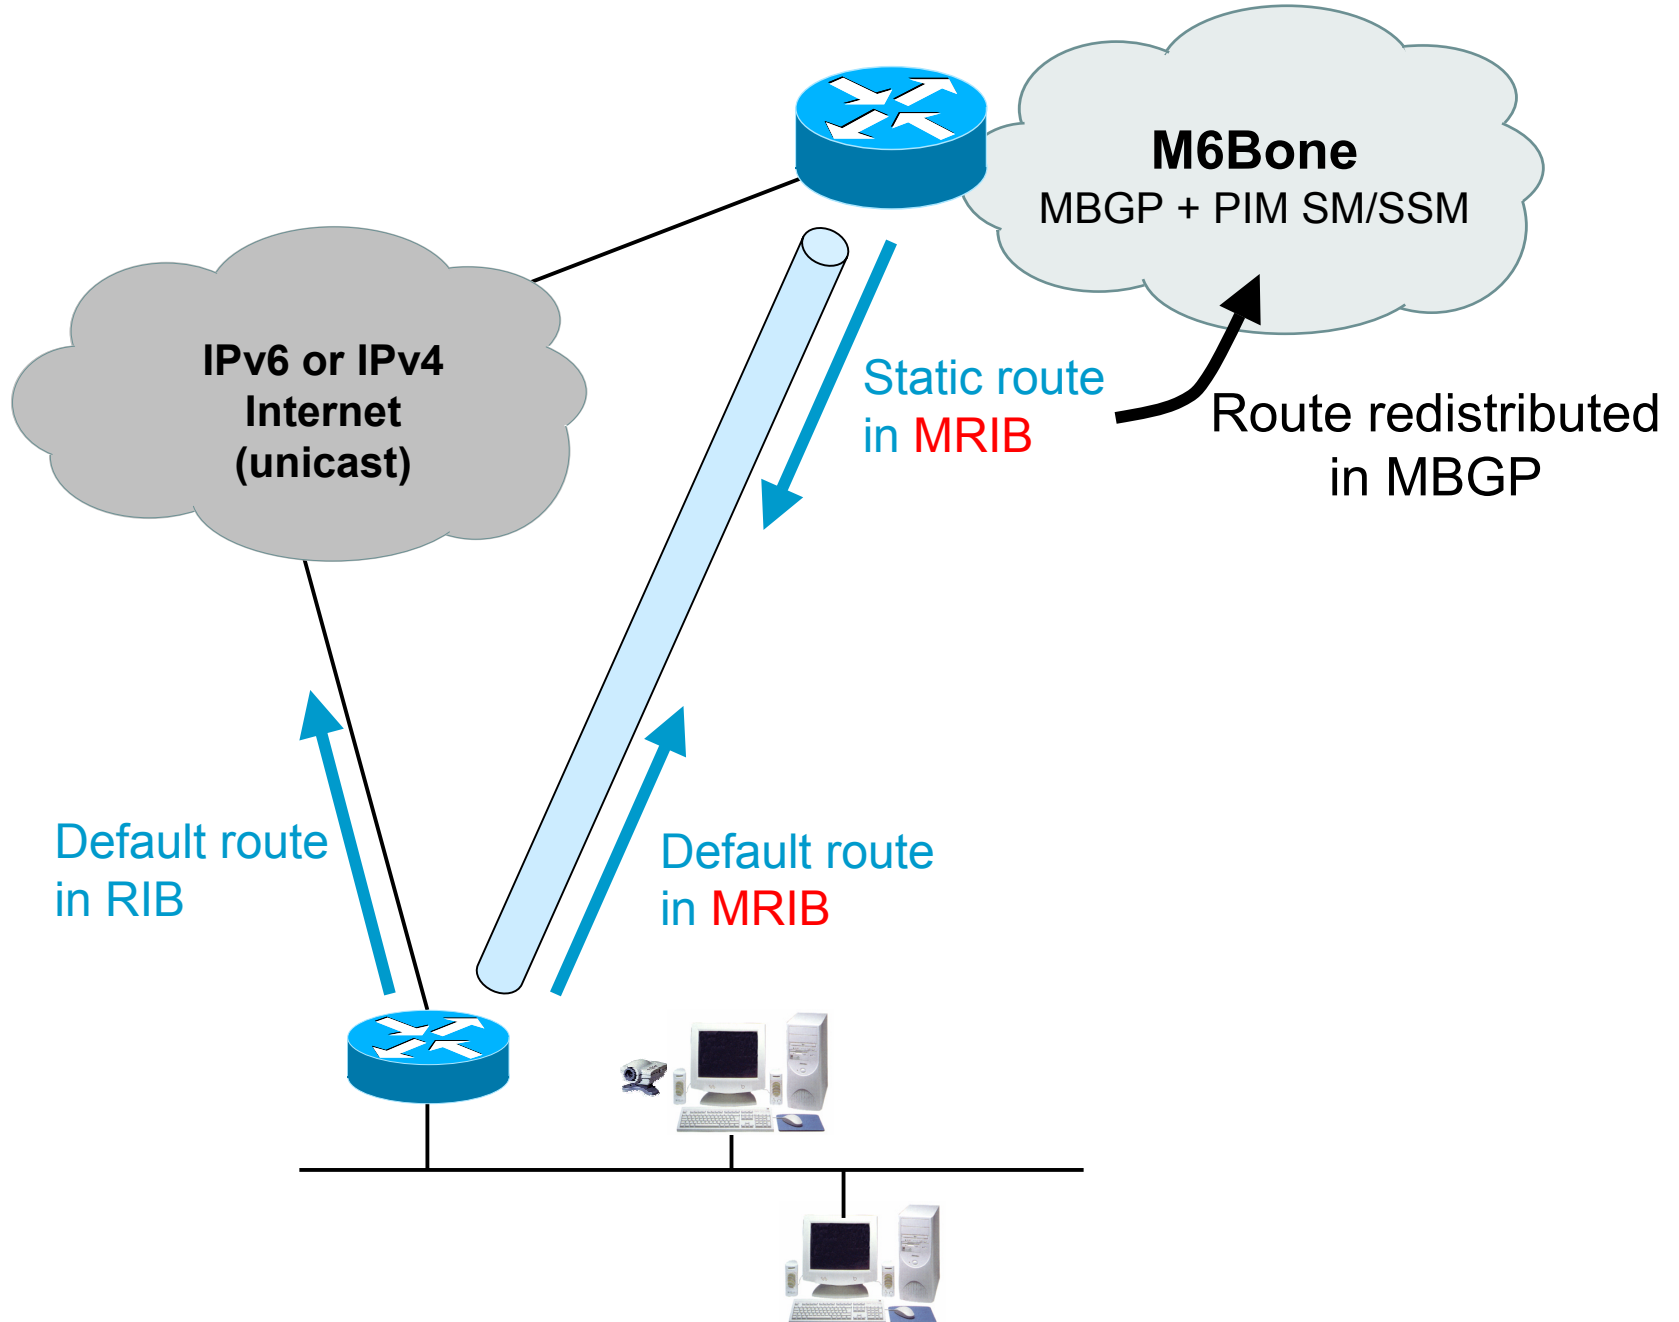 M6Bone
MBGP + PIM SM/SSM
IPv6 or IPv4
Internet
(unicast)
Static route
in MRIB
Route redistributed
in MBGP
Default route
in RIB
Default route
in MRIB